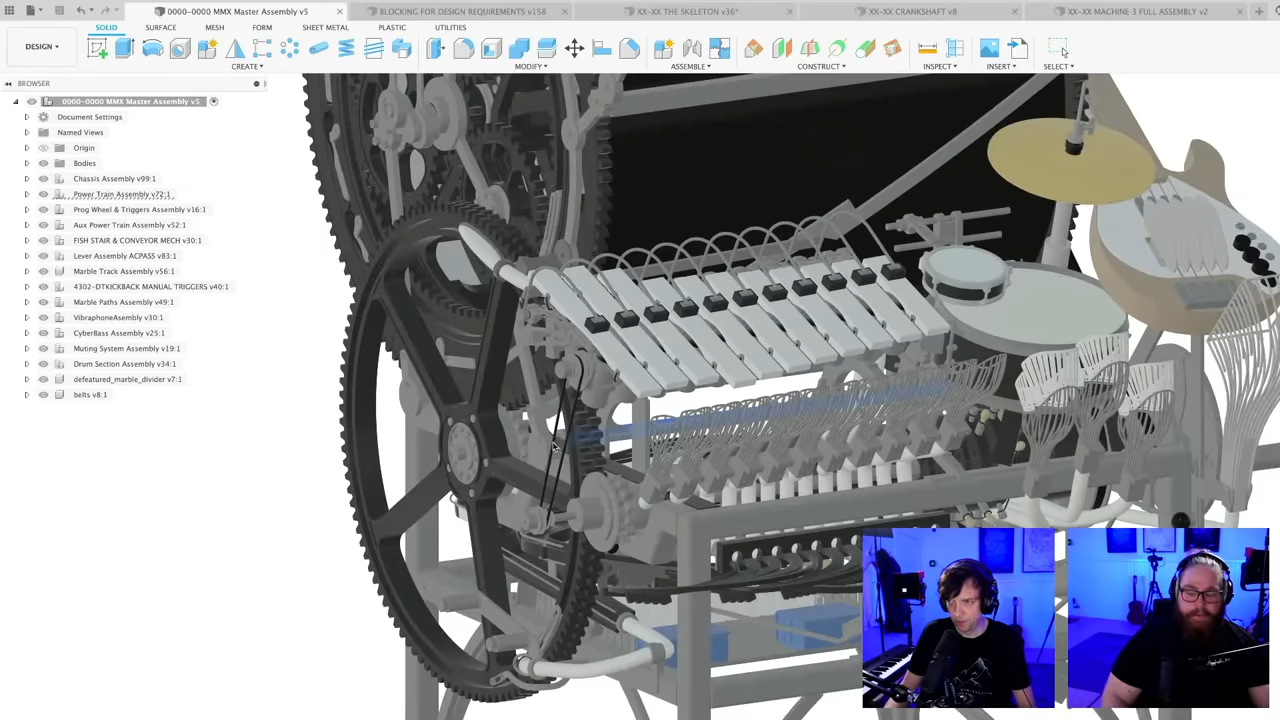 0000-0000 MMX Master Assembly v5
BLOCKING FOR DESIGN REQUIREMENTS v158
XX-XX THE SKELETON v36*
XX-XX CRANKSHAFT v8
XX-XX MACHINE 3 FULL ASSEMBLY v2
SOLID
SURFACE
MESH
FORM
SHEET METAL
PLASTIC
UTILITIES
DESIGN
CREATE
MODIFY
ASSEMBLE
CONSTRUCT
INSPECT
INSERT
SELECT
BROWSER
0000-0000 MMX Master Assembly v5
Document Settings
Named Views
Origin
Bodies
Chassis Assembly v99:1
Power Train Assembly v72:1
Prog Wheel & Triggers Assembly v16:1
Aux Power Train Assembly v52:1
FISH STAIR & CONVEYOR MECH v30:1
Lever Assembly ACPASS v83:1
Marble Track Assembly v56:1
4302-DTKICKBACK MANUAL TRIGGERS v40:1
Marble Paths Assembly v49:1
VibraphoneAsembly v30:1
CyberBass Assembly v25:1
Muting System Assembly v19:1
Drum Section Assembly v34:1
defeatured_marble_divider v7:1
belts v8:1